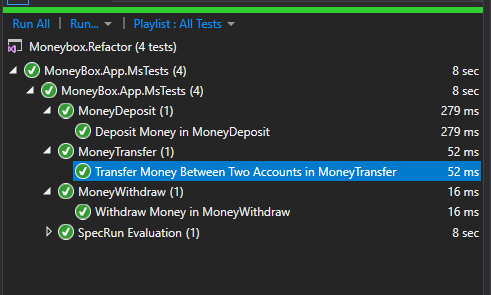 Run All | Run... | Playlist : All Tests
Moneybox.Refactor (4 tests)
MoneyBox.App.MsTests (4) 8 sec
MoneyBox.App.MsTests (4) 8 sec
MoneyDeposit (1) 279 ms
Deposit Money in MoneyDeposit 279 ms
MoneyTransfer (1) 52 ms
Transfer Money Between Two Accounts in MoneyTransfer 52 ms
MoneyWithdraw (1) 16 ms
Withdraw Money in MoneyWithdraw 16 ms
SpecRun Evaluation (1) 8 sec